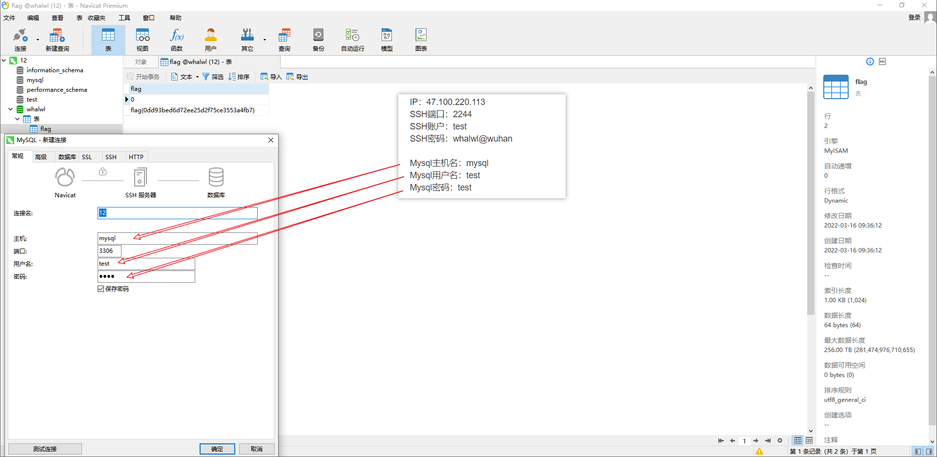 flag @whalwl (12) - 表 - Navicat Premium
文件 编辑 查看 表 收藏夹 工具 窗口 帮助 登录
连接 新建查询 表 视图 函数 用户 其它 查询 备份 自动运行 模型 图表
12
information_schema
mysql
performance_schema
test
whalwl
表
flag
对象 flag @whalwl (12) - 表
开始事务 文本 筛选 排序 导入 导出
flag
0
flag{0dd93bed6d72ee25d2f75ce3553a4fb7}
IP：47.100.220.113
SSH端口：2244
SSH账户：test
SSH密码：whalwl@wuhan
Mysql主机名：mysql
Mysql用户名：test
Mysql密码：test
MySQL - 新建连接
常规 高级 数据库 SSL SSH HTTP
Navicat SSH 服务器 数据库
连接名: 12
主机: mysql
端口: 3306
用户名: test
密码: ●●●●
保存密码
测试连接 确定 取消
flag
表
行
2
引擎
MyISAM
自动递增
0
行格式
Dynamic
修改日期
2022-03-16 09:36:12
创建日期
2022-03-16 09:36:12
检查时间
--
索引长度
1.00 KB (1,024)
数据长度
64 bytes (64)
最大数据长度
256.00 TB (281,474,976,710,655)
数据可用空间
0 bytes (0)
排序规则
utf8_general_ci
创建选项
--
注释
1
第 1 条记录 (共 2 条) 于第 1 页